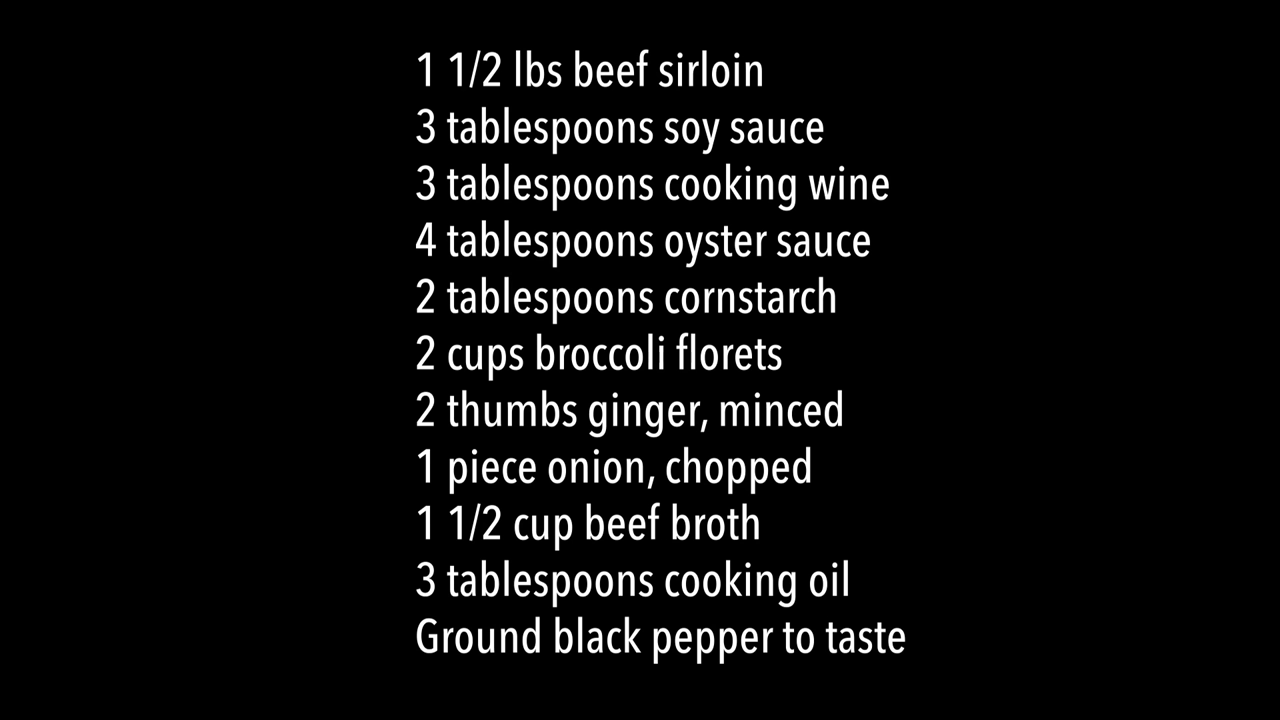 1 1/2 lbs beef sirloin
3 tablespoons soy sauce
3 tablespoons cooking wine
4 tablespoons oyster sauce
2 tablespoons cornstarch
2 cups broccoli florets
2 thumbs ginger, minced
1 piece onion, chopped
1 1/2 cup beef broth
3 tablespoons cooking oil
Ground black pepper to taste